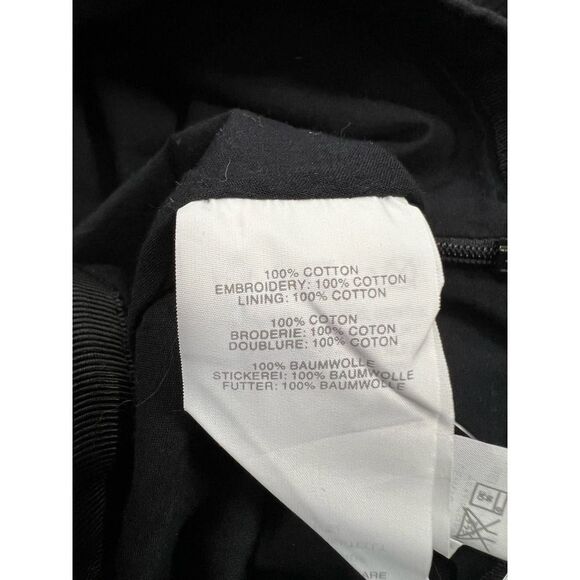 100% COTTON
EMBROIDERY: 100% COTTON
LINING: 100% COTTON
100% COTON
BRODERIE: 100% COTON
DOUBLURE: 100% COTON
100% BAUMWOLLE
STICKEREI: 100% BAUMWOLLE
FUTTER: 100% BAUMWOLLE